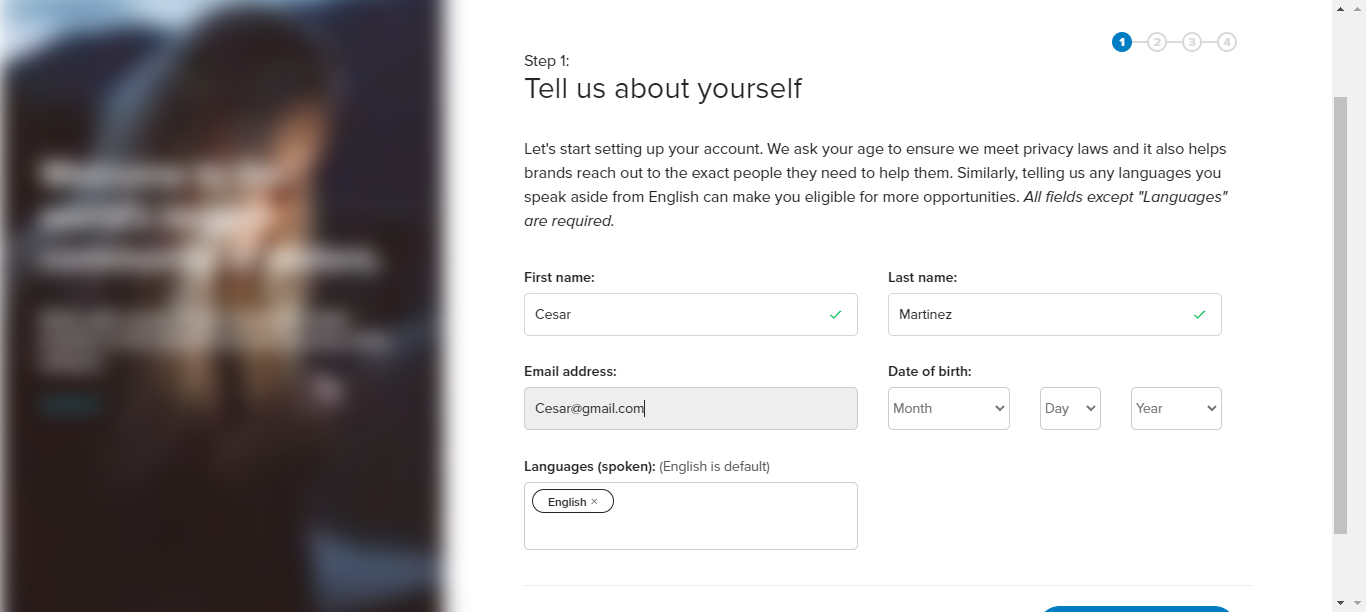 1 2 3 4
Step 1:
Tell us about yourself
Let's start setting up your account. We ask your age to ensure we meet privacy laws and it also helps
brands reach out to the exact people they need to help them. Similarly, telling us any languages you
speak aside from English can make you eligible for more opportunities. All fields except "Languages"
are required.
First name: Last name:
Cesar Martinez
Email address: Date of birth:
Cesar@gmail.com Month Day Year
Languages (spoken): (English is default)
English ×